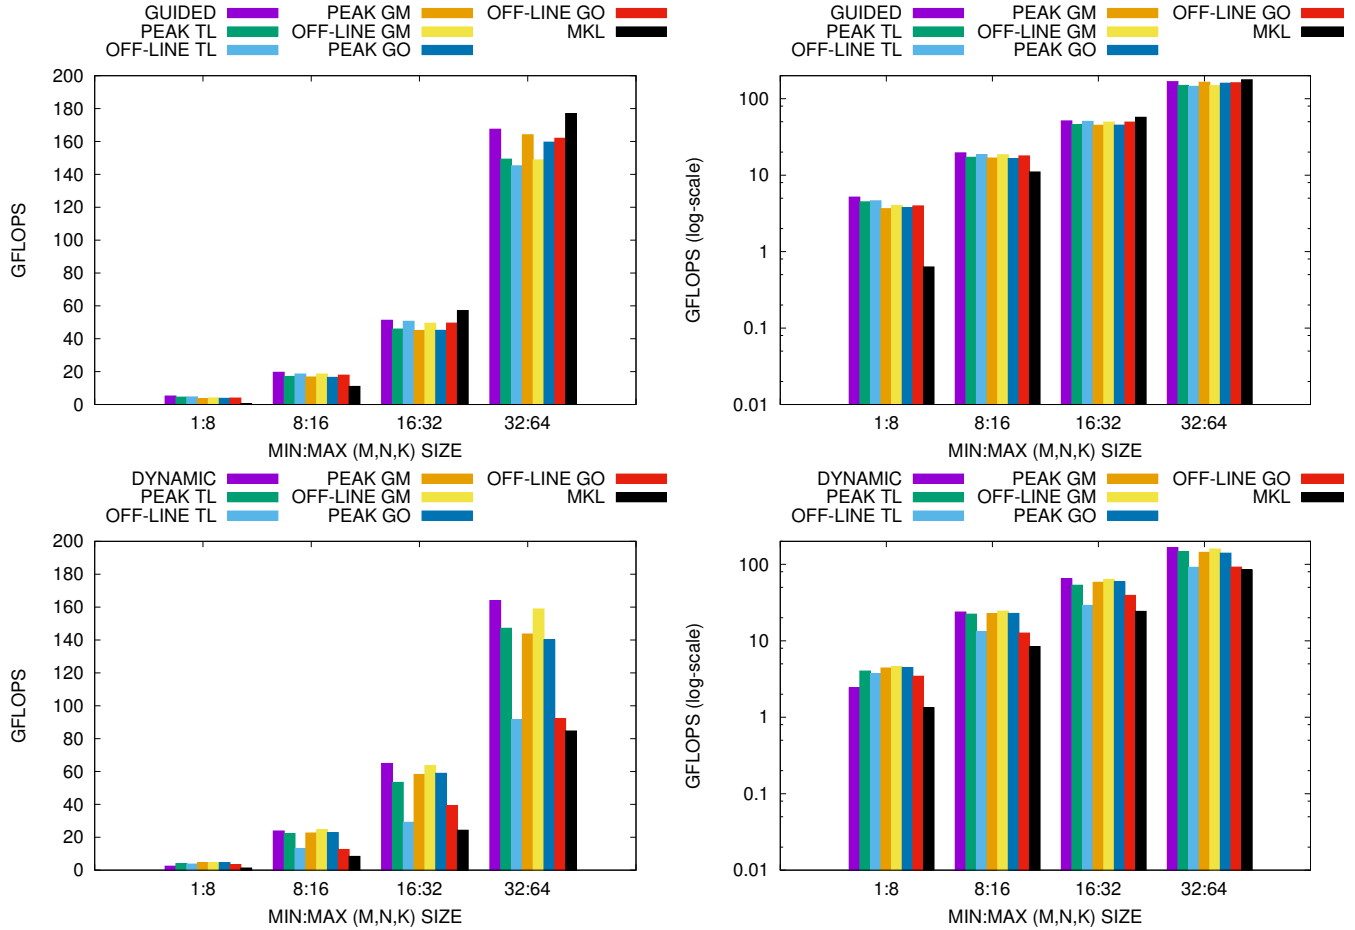 GUIDED PEAK GM OFF-LINE GO
PEAK TL OFF-LINE GM MKL
OFF-LINE TL PEAK GO
200
180
160
140
120
100
80
60
40
20
0
GFLOPS
1:8 8:16 16:32 32:64
MIN:MAX (M,N,K) SIZE
GUIDED PEAK GM OFF-LINE GO
PEAK TL OFF-LINE GM MKL
OFF-LINE TL PEAK GO
100
10
1
0.1
0.01
GFLOPS (log-scale)
1:8 8:16 16:32 32:64
MIN:MAX (M,N,K) SIZE
DYNAMIC PEAK GM OFF-LINE GO
PEAK TL OFF-LINE GM MKL
OFF-LINE TL PEAK GO
200
180
160
140
120
100
80
60
40
20
0
GFLOPS
1:8 8:16 16:32 32:64
MIN:MAX (M,N,K) SIZE
DYNAMIC PEAK GM OFF-LINE GO
PEAK TL OFF-LINE GM MKL
OFF-LINE TL PEAK GO
100
10
1
0.1
0.01
GFLOPS (log-scale)
1:8 8:16 16:32 32:64
MIN:MAX (M,N,K) SIZE